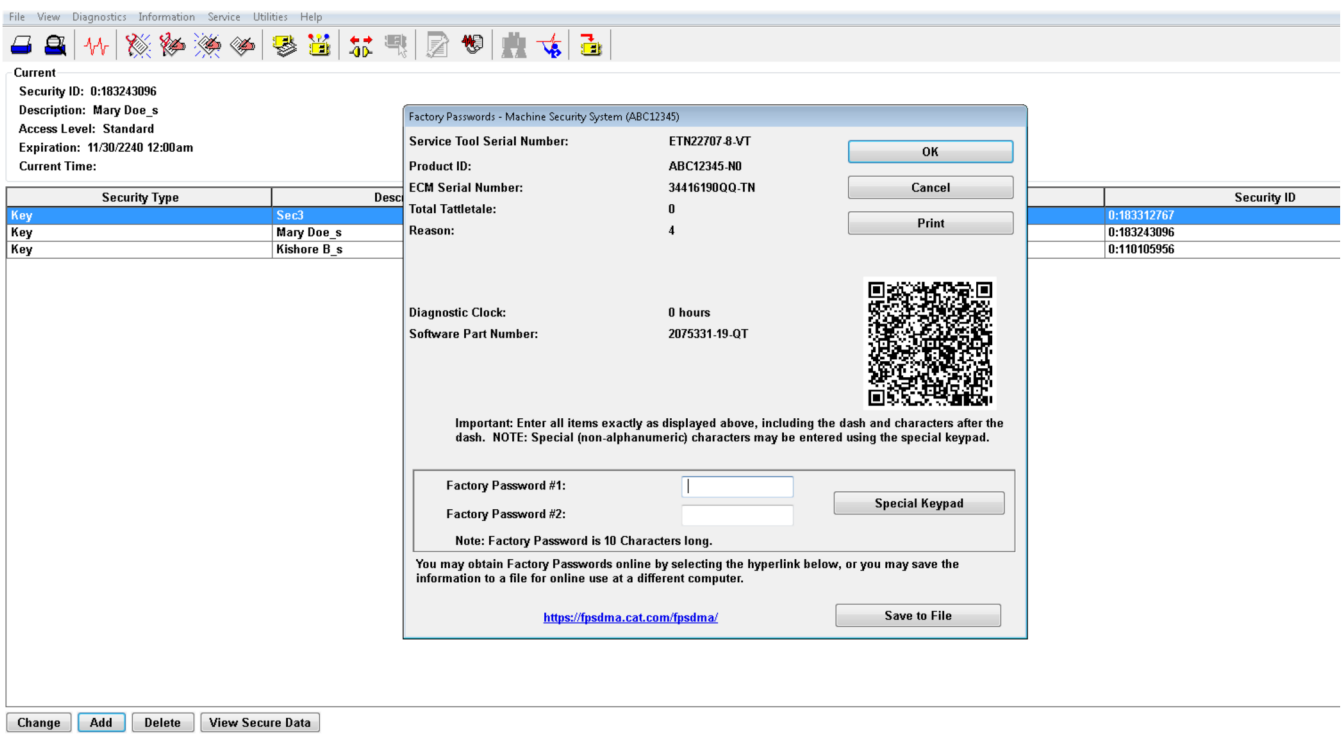 File View Diagnostics Information Service Utilities Help
Current
Security ID: 0:183243096
Description: Mary Doe_s
Access Level: Standard
Expiration: 11/30/2240 12:00am
Current Time:
Security Type Desc Security ID
Key Sec3 0:183312767
Key Mary Doe_s 0:183243096
Key Kishore B_s 0:110105956
Factory Passwords - Machine Security System (ABC12345)
Service Tool Serial Number: ETN22707-8-VT
OK
Product ID: ABC12345-N0
ECM Serial Number: 34416190QQ-TN
Cancel
Total Tattletale: 0
Print
Reason: 4
Diagnostic Clock: 0 hours
Software Part Number: 2075331-19-QT
Important: Enter all items exactly as displayed above, including the dash and characters after the
dash. NOTE: Special (non-alphanumeric) characters may be entered using the special keypad.
Factory Password #1:
Special Keypad
Factory Password #2:
Note: Factory Password is 10 Characters long.
You may obtain Factory Passwords online by selecting the hyperlink below, or you may save the
information to a file for online use at a different computer.
https://fpsdma.cat.com/fpsdma/
Save to File
Change Add Delete View Secure Data